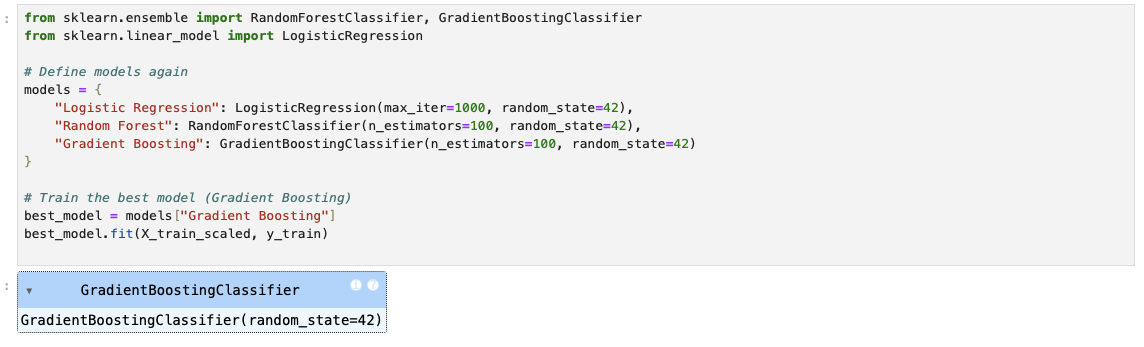 :
from sklearn.ensemble import RandomForestClassifier, GradientBoostingClassifier
from sklearn.linear_model import LogisticRegression
# Define models again
models = {
    "Logistic Regression": LogisticRegression(max_iter=1000, random_state=42),
    "Random Forest": RandomForestClassifier(n_estimators=100, random_state=42),
    "Gradient Boosting": GradientBoostingClassifier(n_estimators=100, random_state=42)
}
# Train the best model (Gradient Boosting)
best_model = models["Gradient Boosting"]
best_model.fit(X_train_scaled, y_train)
:
▾ GradientBoostingClassifier i ?
GradientBoostingClassifier(random_state=42)